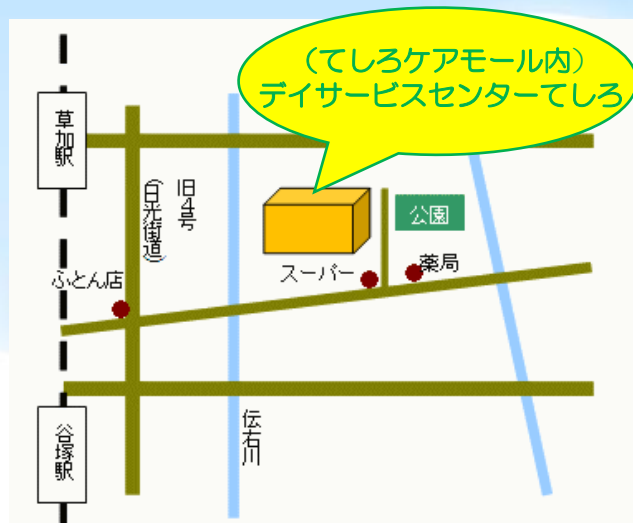 （てしろケアモール内）
デイサービスセンターてしろ
草加駅
旧4号
（日光街道）
公園
スーパー
薬局
ふとん店
伝右川
谷塚駅